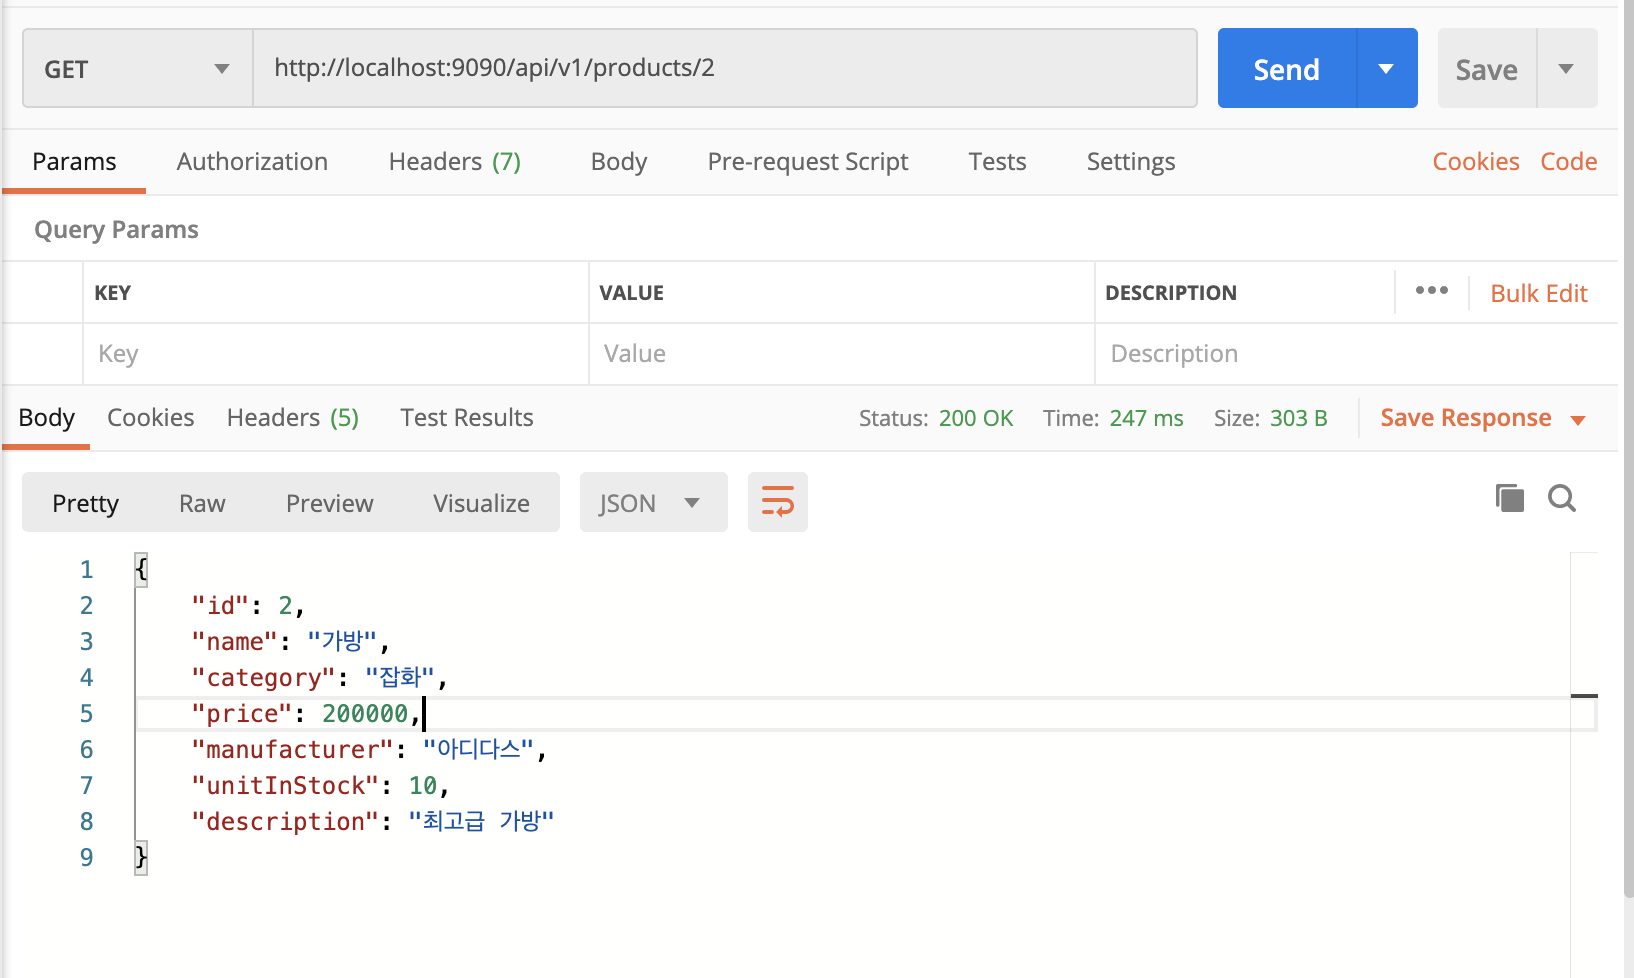 GET http://localhost:9090/api/v1/products/2 Send Save
Params Authorization Headers (7) Body Pre-request Script Tests Settings Cookies Code
Query Params
KEY VALUE DESCRIPTION ••• Bulk Edit
Key Value Description
Body Cookies Headers (5) Test Results Status: 200 OK Time: 247 ms Size: 303 B Save Response
Pretty Raw Preview Visualize JSON
1 {
2 "id": 2,
3 "name": "가방",
4 "category": "잡화",
5 "price": 200000,
6 "manufacturer": "아디다스",
7 "unitInStock": 10,
8 "description": "최고급 가방"
9 }